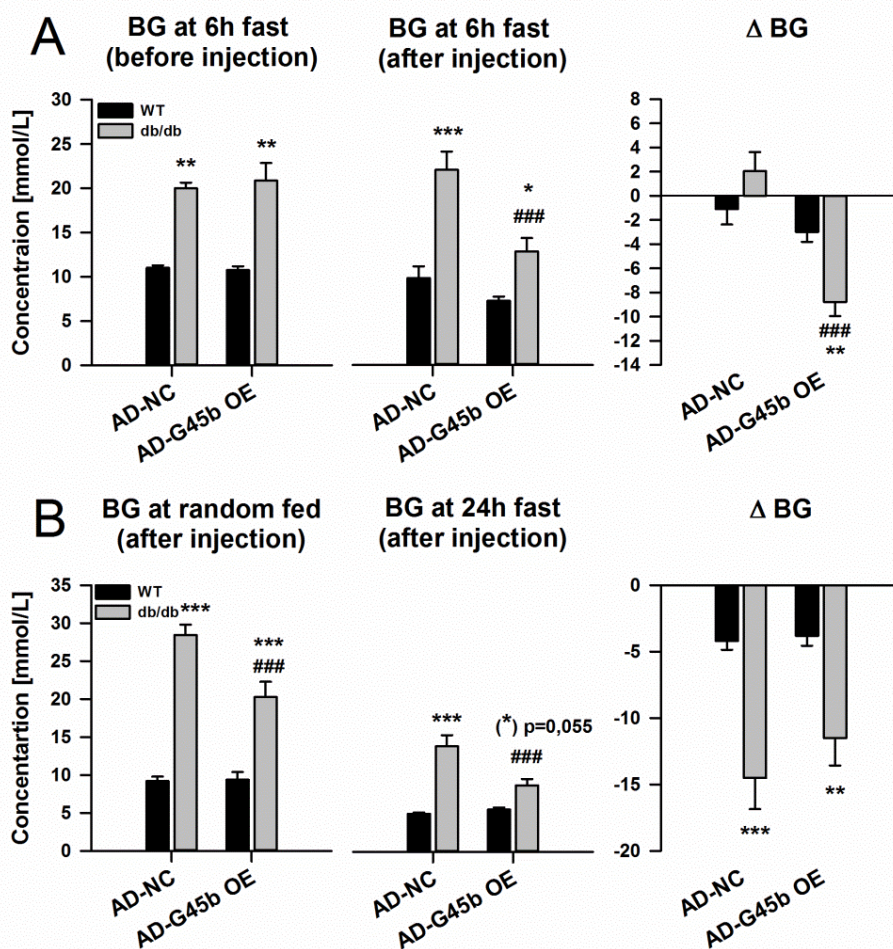 A
BG at 6h fast
(before injection)
BG at 6h fast
(after injection)
Δ BG
Concentraion [mmol/L]
30
25
20
15
10
5
0
WT
db/db
**
**
***
*
###
8
6
4
2
0
-2
-4
-6
-8
-10
-12
-14
###
**
AD-NC
AD-G45b OE
AD-NC
AD-G45b OE
AD-NC
AD-G45b OE
B
BG at random fed
(after injection)
BG at 24h fast
(after injection)
Δ BG
Concentartion [mmol/L]
35
30
25
20
15
10
5
0
WT
db/db
***
***
###
***
(*) p=0,055
###
0
-5
-10
-15
-20
***
**
AD-NC
AD-G45b OE
AD-NC
AD-G45b OE
AD-NC
AD-G45b OE